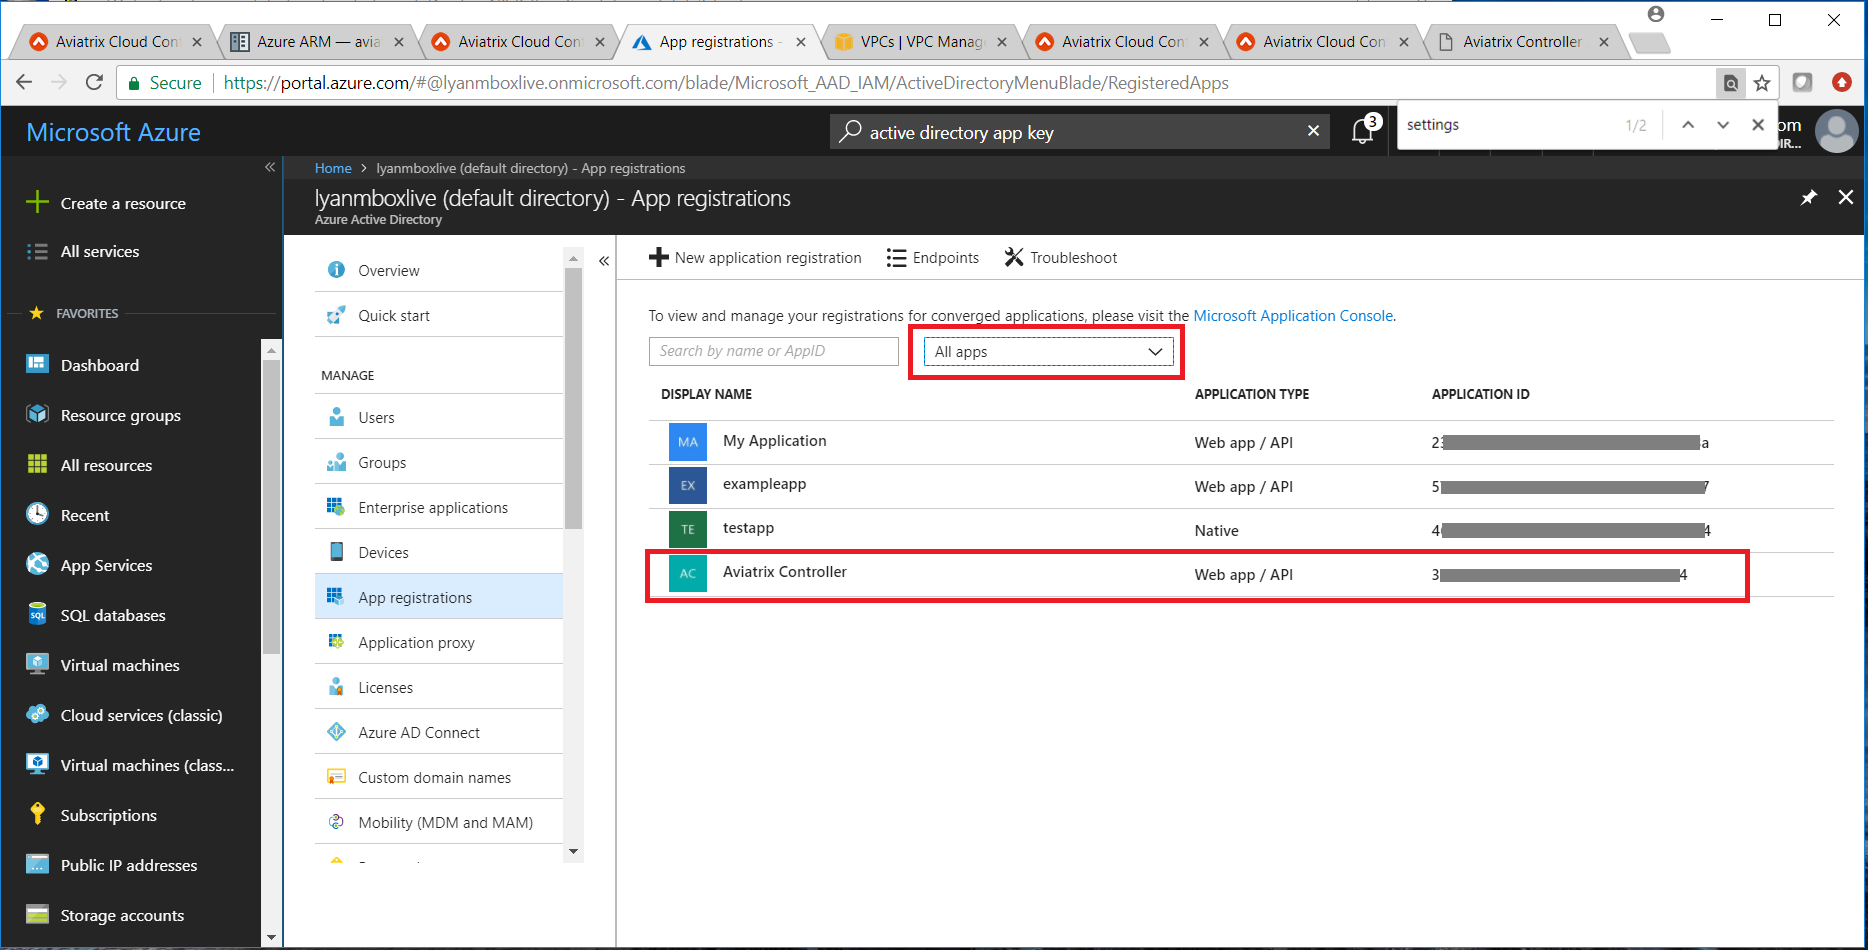 Aviatrix Cloud Con
Azure ARM — avia
Aviatrix Cloud Con
App registrations -
VPCs | VPC Manag
Aviatrix Cloud Con
Aviatrix Cloud Con
Aviatrix Controller
Secure
https://portal.azure.com/#@lyanmboxlive.onmicrosoft.com/blade/Microsoft_AAD_IAM/ActiveDirectoryMenuBlade/RegisteredApps
Microsoft Azure
active directory app key
3
settings
1/2
om
IR...
Home > lyanmboxlive (default directory) - App registrations
lyanmboxlive (default directory) - App registrations
Azure Active Directory
Create a resource
All services
FAVORITES
Dashboard
Resource groups
All resources
Recent
App Services
SQL
SQL databases
Virtual machines
Cloud services (classic)
Virtual machines (class...
Subscriptions
Public IP addresses
Storage accounts
Overview
Quick start
MANAGE
Users
Groups
Enterprise applications
Devices
App registrations
Application proxy
Licenses
Azure AD Connect
Custom domain names
Mobility (MDM and MAM)
New application registration
Endpoints
Troubleshoot
To view and manage your registrations for converged applications, please visit the Microsoft Application Console.
Search by name or AppID
All apps
DISPLAY NAME APPLICATION TYPE APPLICATION ID
MA My Application Web app / API 23 a
EX exampleapp Web app / API 5 7
TE testapp Native 4 4
AC Aviatrix Controller Web app / API 3 4